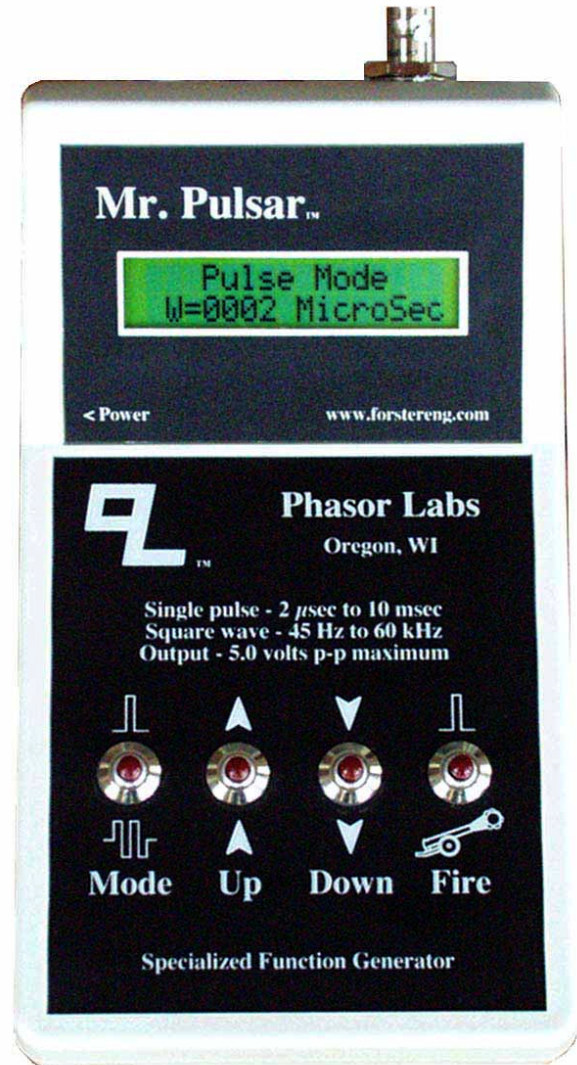 Mr. Pulsar™
Pulse Mode
W=0002 MicroSec
< Power www.forstereng.com
Phasor Labs
Oregon, WI
TM
Single pulse - 2 µsec to 10 msec
Square wave - 45 Hz to 60 kHz
Output - 5.0 volts p-p maximum
Mode Up Down Fire
Specialized Function Generator